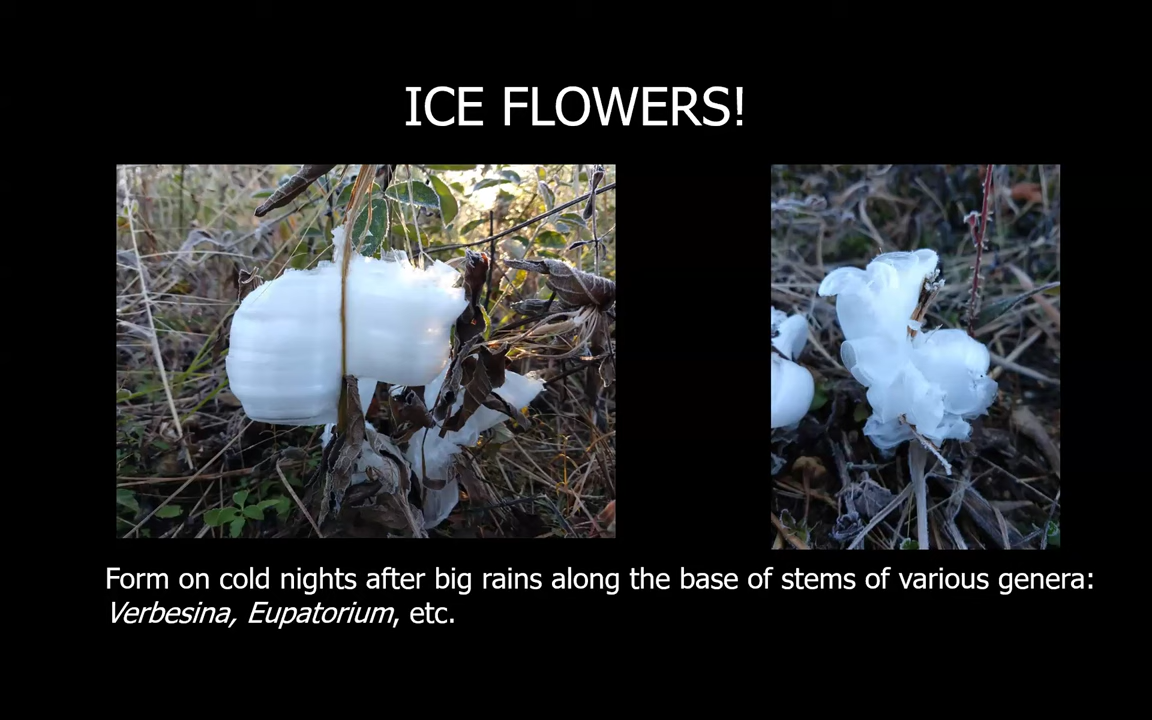 ICE FLOWERS!
Form on cold nights after big rains along the base of stems of various genera:
Verbesina, Eupatorium, etc.